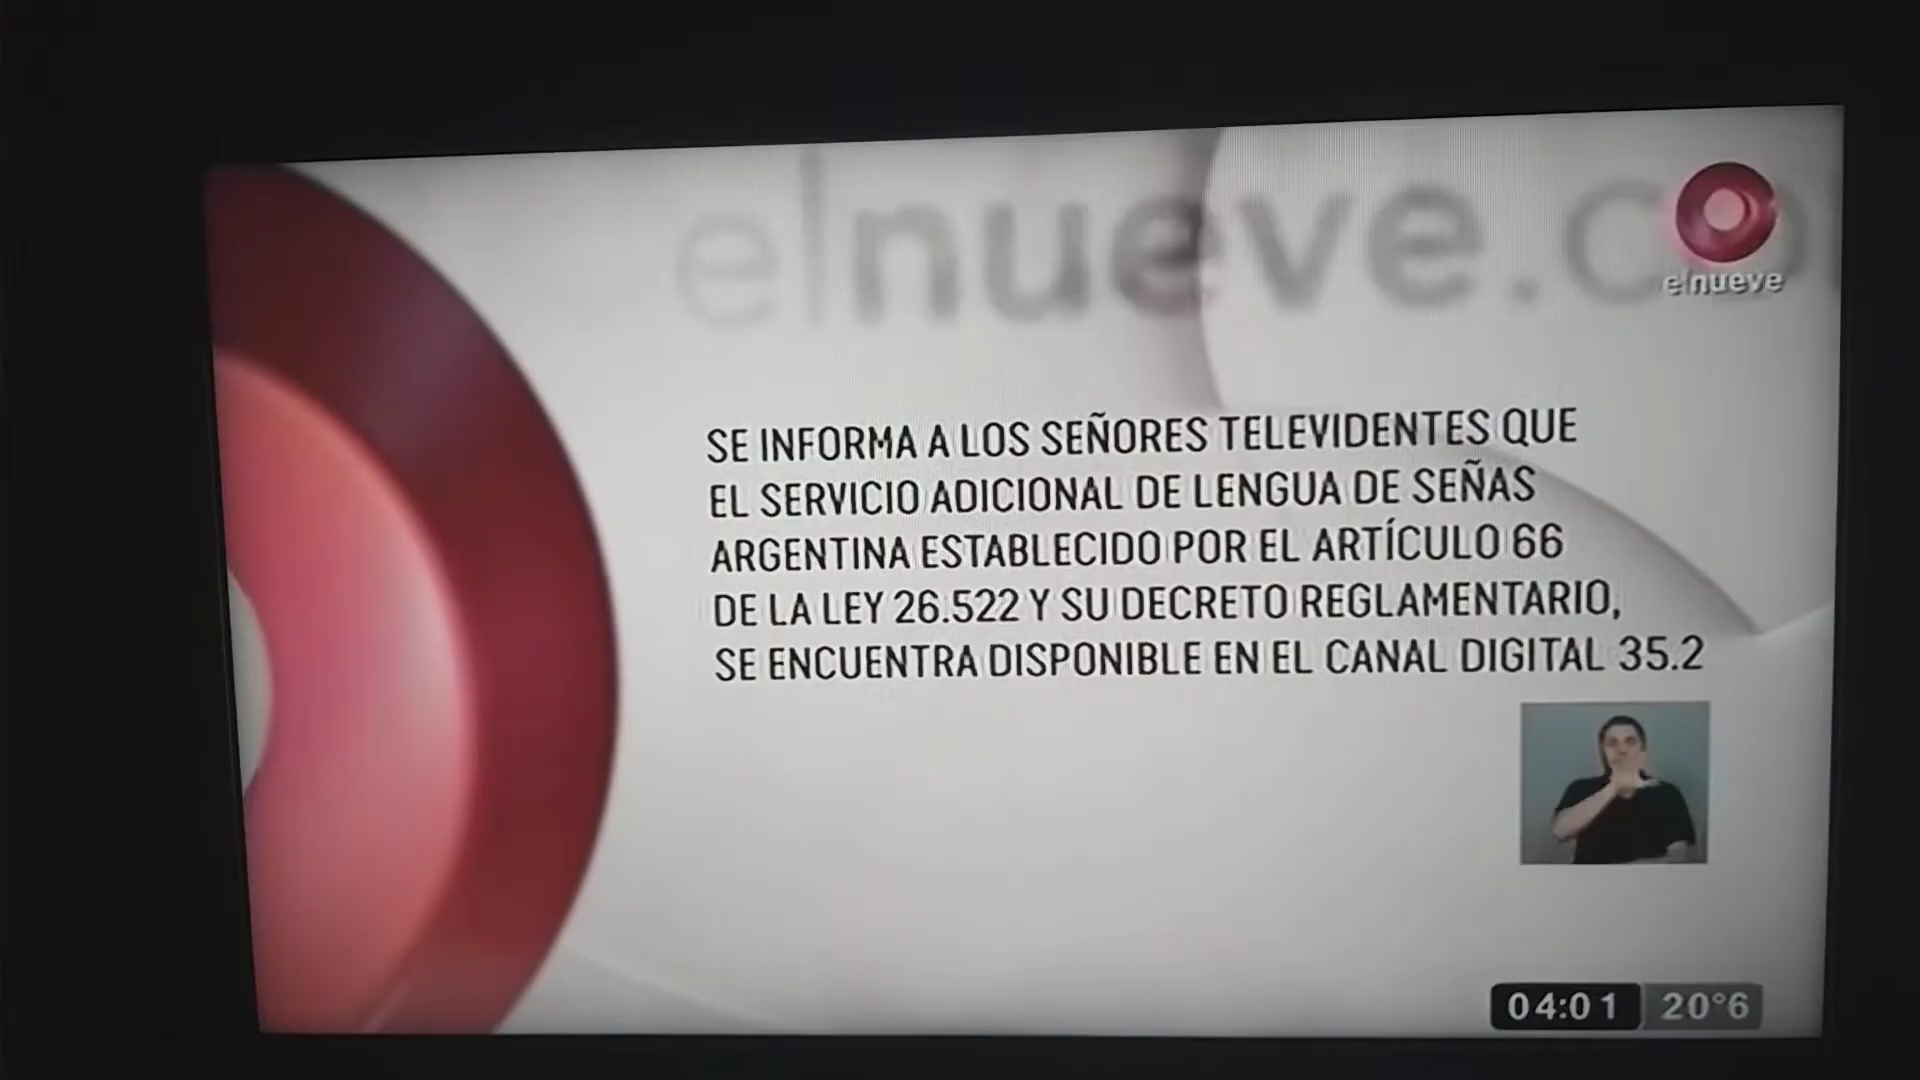 elnueve.co
elnueve
SE INFORMA A LOS SEÑORES TELEVIDENTES QUE
EL SERVICIO ADICIONAL DE LENGUA DE SEÑAS
ARGENTINA ESTABLECIDO POR EL ARTÍCULO 66
DE LA LEY 26.522 Y SU DECRETO REGLAMENTARIO,
SE ENCUENTRA DISPONIBLE EN EL CANAL DIGITAL 35.2
04:01 20°6